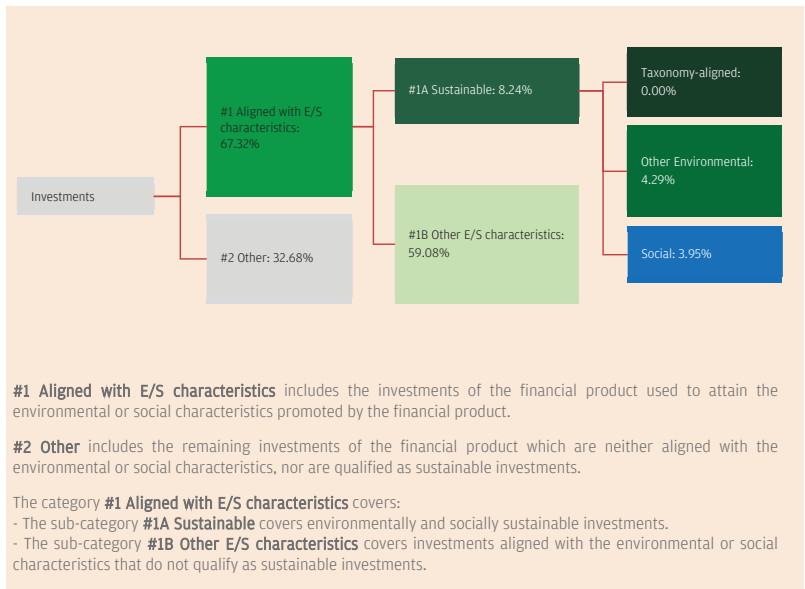 Investments
#1 Aligned with E/S
characteristics:
67.32%
#2 Other: 32.68%
#1A Sustainable: 8.24%
#1B Other E/S characteristics:
59.08%
Taxonomy-aligned:
0.00%
Other Environmental:
4.29%
Social: 3.95%
#1 Aligned with E/S characteristics includes the investments of the financial product used to attain the
environmental or social characteristics promoted by the financial product.
#2 Other includes the remaining investments of the financial product which are neither aligned with the
environmental or social characteristics, nor are qualified as sustainable investments.
The category #1 Aligned with E/S characteristics covers:
- The sub-category #1A Sustainable covers environmentally and socially sustainable investments.
- The sub-category #1B Other E/S characteristics covers investments aligned with the environmental or social
characteristics that do not qualify as sustainable investments.